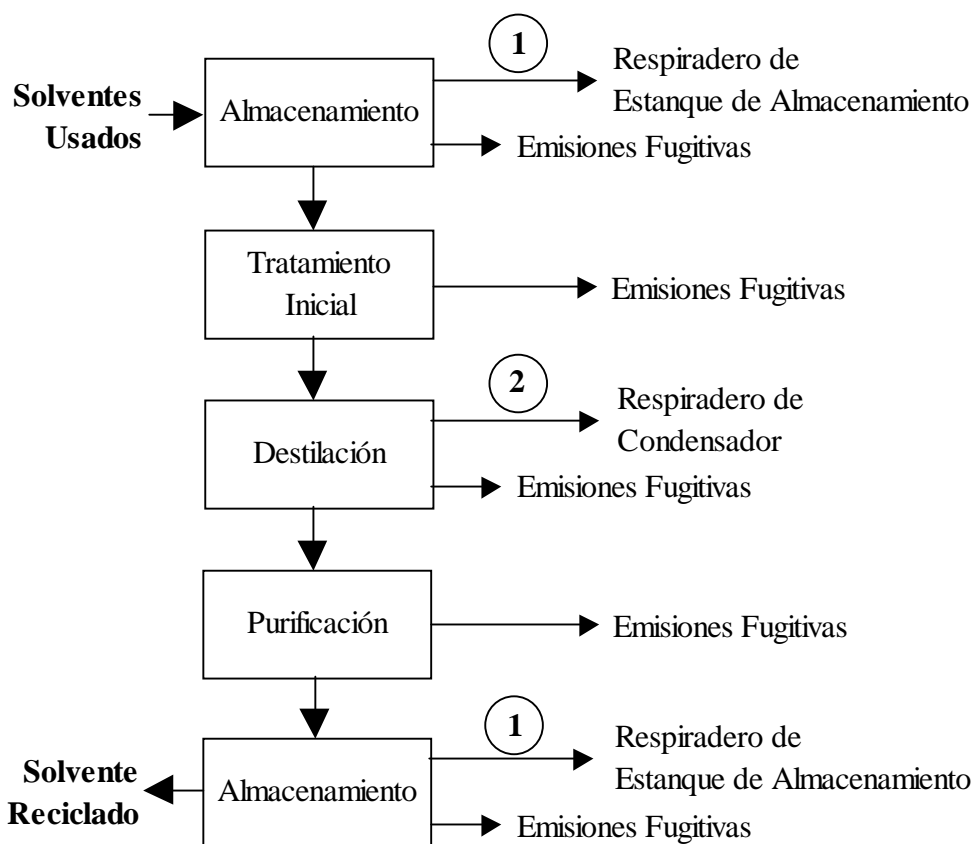 1
Respiradero de
Estanque de Almacenamiento
Solventes
Usados
Almacenamiento
Emisiones Fugitivas
Tratamiento
Inicial
Emisiones Fugitivas
2
Respiradero de
Condensador
Destilación
Emisiones Fugitivas
Purificación
Emisiones Fugitivas
1
Respiradero de
Estanque de Almacenamiento
Solvente
Reciclado
Almacenamiento
Emisiones Fugitivas